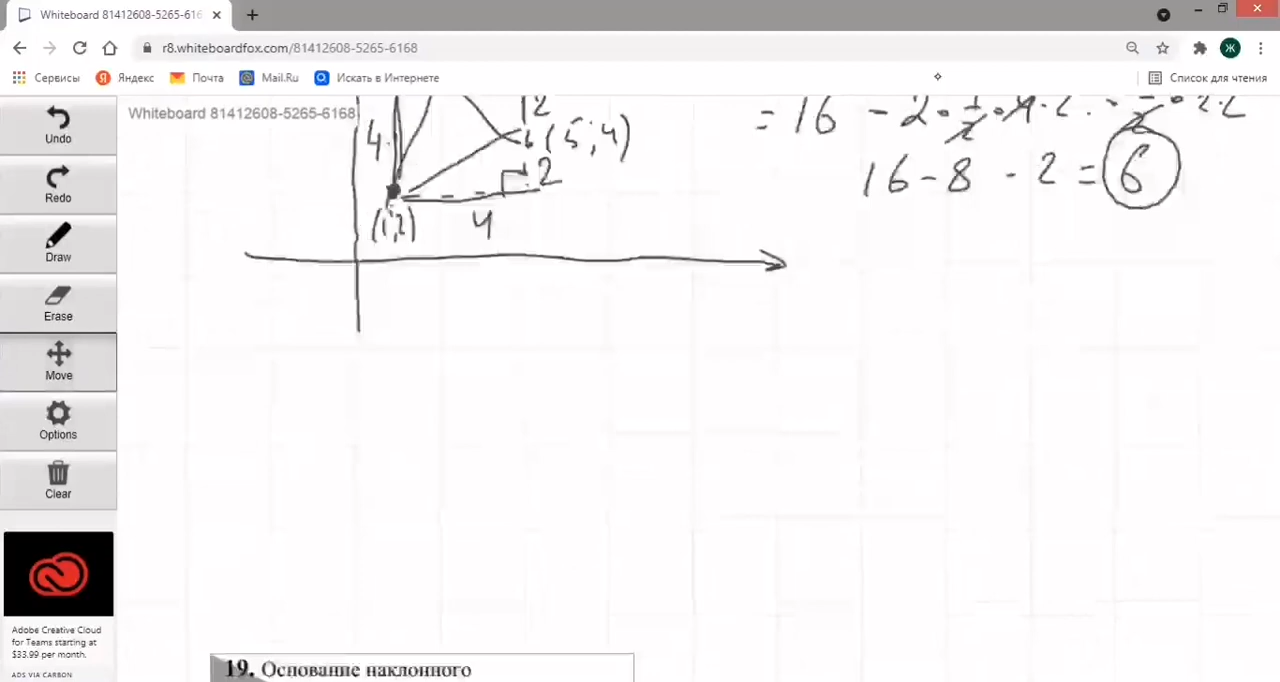 Whiteboard 81412608-5265-616
r8.whiteboardfox.com/81412608-5265-6168
Ж
Сервисы Яндекс Почта Mail.Ru Искать в Интернете Список для чтения
Undo
Redo
Draw
Erase
Move
Options
Clear
Adobe Creative Cloud
for Teams starting at
$33.99 per month.
ADS VIA CARBON
Whiteboard 81412608-5265-6168
12
4
(5;4)
2
4
= 16 - 2 ·
16 - 8 - 2 = 6
19. Основание наклонного